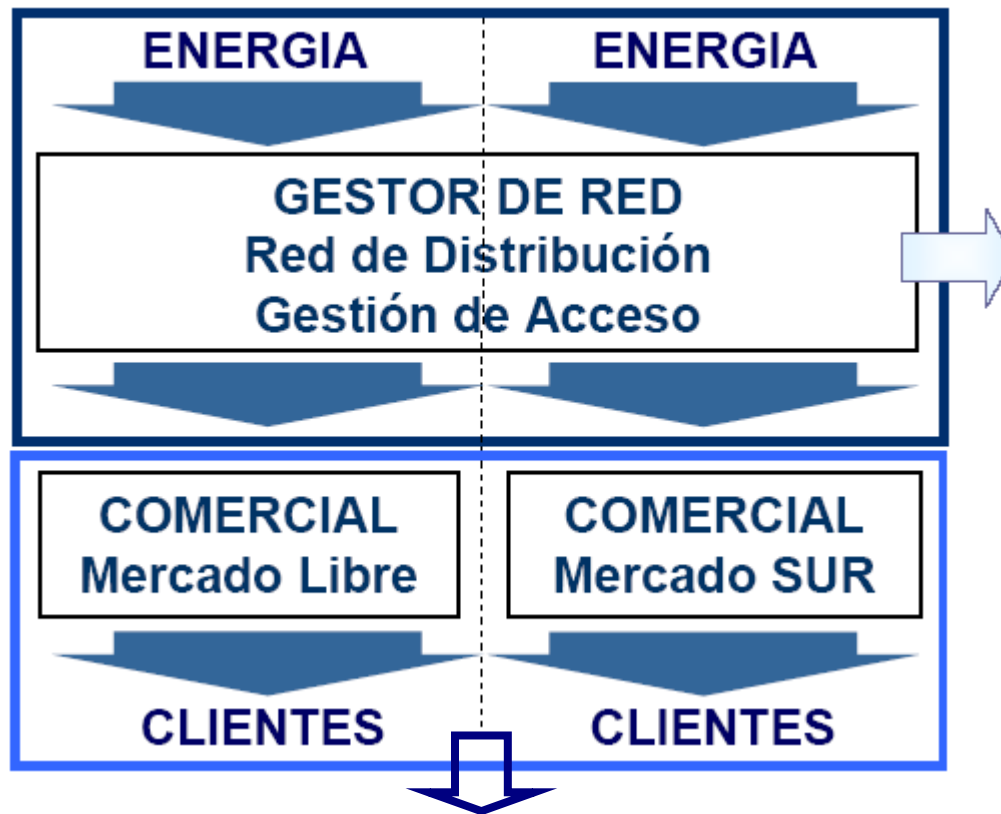 ENERGIA
ENERGIA
GESTOR DE RED
Red de Distribución
Gestión de Acceso
COMERCIAL
Mercado Libre
COMERCIAL
Mercado SUR
CLIENTES
CLIENTES